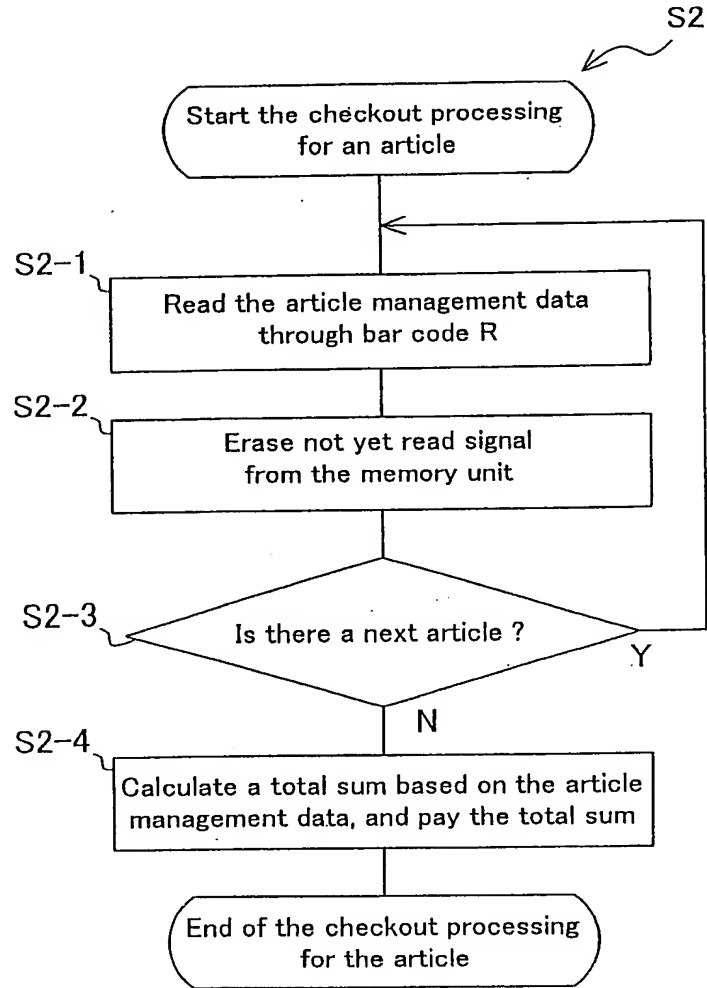 S2
Start the checkout processing
for an article
S2-1
Read the article management data
through bar code R
S2-2
Erase not yet read signal
from the memory unit
S2-3
Is there a next article ?
Y
N
S2-4
Calculate a total sum based on the article
management data, and pay the total sum
End of the checkout processing
for the article